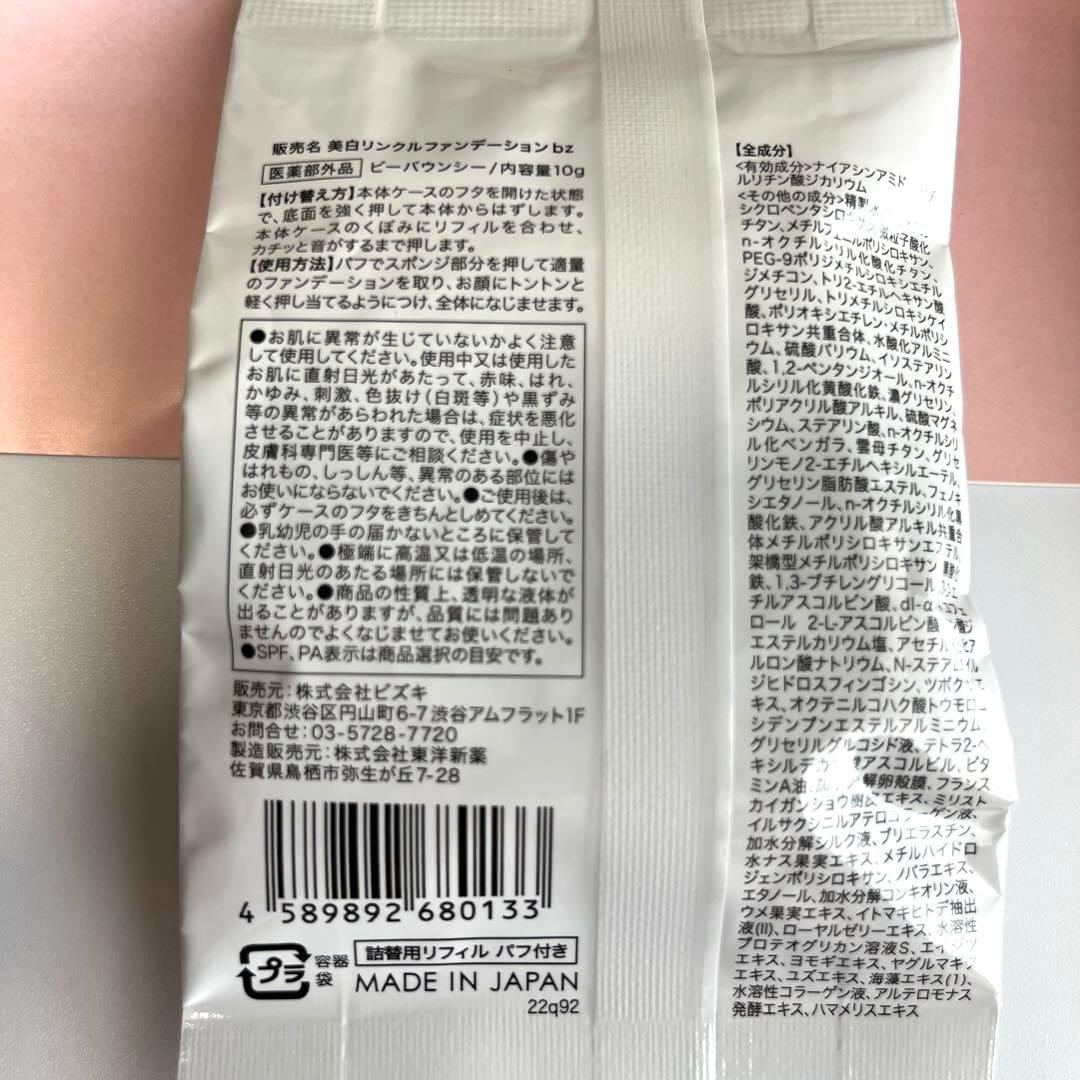 販売名 美白リンクルファンデーションbz
医薬部外品 ビーバウンシー/内容量10g
【付け替え方】本体ケースのフタを開けた状態
で、底面を強く押して本体からはずします。
本体ケースのくぼみにリフィルを合わせ、
カチッと音がするまで押します。
【使用方法】パフでスポンジ部分を押して適量
のファンデーションを取り、お顔にトントンと
軽く押し当てるようにつけ、全体になじませます。
●お肌に異常が生じていないかよく注意
して使用してください。使用中又は使用した
お肌に直射日光があたって、赤味、はれ、
かゆみ、刺激、色抜け(白斑等)や黒ずみ
等の異常があらわれた場合は、症状を悪化
させることがありますので、使用を中止し、
皮膚科専門医等にご相談ください。●傷や
はれもの、しっしん等、異常のある部位には
お使いにならないでください。●ご使用後は、
必ずケースのフタをきちんとしめてください。
●乳幼児の手の届かないところに保管して
ください。●極端に高温又は低温の場所、
直射日光のあたる場所には保管しないで
ください。●商品の性質上、透明な液体が
出ることがありますが、品質には問題あり
ませんのでよくなじませてお使いください。
●SPF、PA表示は商品選択の目安です。
販売元:株式会社ビズキ
東京都渋谷区円山町6-7 渋谷アムフラット1F
お問合せ:03-5728-7720
製造販売元:株式会社東洋新薬
佐賀県鳥栖市弥生が丘7-28
4 589892 680133
プラ 容器
袋
詰替用リフィル パフ付き
MADE IN JAPAN
22q92
【全成分】
<有効成分>ナイアシンアミド
ルリチン酸ジカリウム
<その他の成分>精製水
シクロペンタシロキサン、微粒子酸化
チタン、メチルフェニルポリシロキサン、
n-オクチルシリル化酸化チタン、
PEG-9ポリジメチルシロキシエチル
ジメチコン、トリ2-エチルヘキサン酸
グリセリル、トリメチルシロキシケイ
酸、ポリオキシエチレン・メチルポリシ
ロキサン共重合体、水酸化アルミニ
ウム、硫酸バリウム、イソステアリン
酸、1,2-ペンタンジオール、n-オクチ
ルシリル化黄酸化鉄、濃グリセリン、
ポリアクリル酸アルキル、硫酸マグネ
シウム、ステアリン酸、n-オクチルシリ
ル化ベンガラ、雲母チタン、グリセ
リンモノ2-エチルヘキシルエーテル、
グリセリン脂肪酸エステル、フェノキ
シエタノール、n-オクチルシリル化黒
酸化鉄、アクリル酸アルキル共重合
体メチルポリシロキサンエステル、
架橋型メチルポリシロキサン
鉄、1,3-ブチレングリコール
チルアスコルビン酸、dl-α
ロール 2-L-アスコルビン酸
エステルカリウム塩、アセチル
ルロン酸ナトリウム、N-ステアロイル
ジヒドロスフィンゴシン、ツボクサエ
キス、オクテニルコハク酸トウモロコ
シデンプンエステルアルミニウム、
グリセリルグルコシド液、テトラ2-ヘ
キシルデカン酸アスコルビル、ビタ
ミンA油、加水分解卵殻膜、フランス
カイガンショウ樹皮エキス、ミリスト
イルサクシニルアテロコラーゲン液、
加水分解シルク液、プリエラスチン、
水ナス果実エキス、メチルハイドロ
ジェンポリシロキサン、ノバラエキス、
エタノール、加水分解コンキオリン液、
ウメ果実エキス、イトマキヒトデ抽出
液(II)、ローヤルゼリーエキス、水溶性
プロテオグリカン溶液S、エイジツ
エキス、ヨモギエキス、ヤグルマギク
エキス、ユズエキス、海藻エキス(1)、
水溶性コラーゲン液、アルテロモナス
発酵エキス、ハマメリスエキス